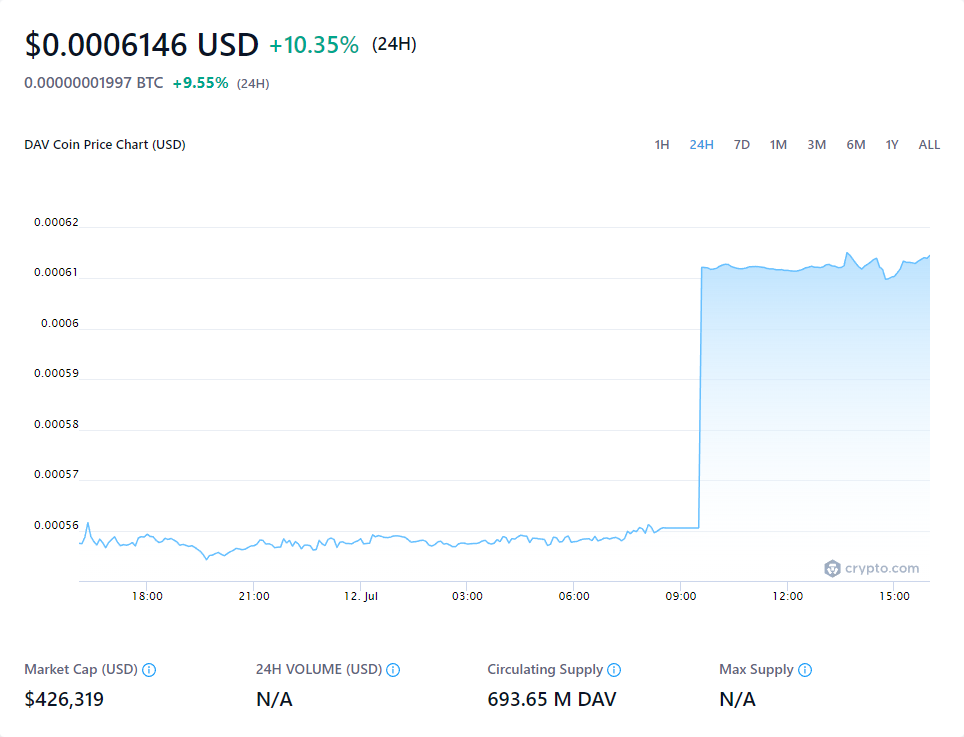 $0.0006146 USD +10.35% (24H)
0.00000001997 BTC +9.55% (24H)
DAV Coin Price Chart (USD) 1H 24H 7D 1M 3M 6M 1Y ALL
0.00062
0.00061
0.0006
0.00059
0.00058
0.00057
0.00056
crypto.com
18:00 21:00 12. Jul 03:00 06:00 09:00 12:00 15:00
Market Cap (USD) 24H VOLUME (USD) Circulating Supply Max Supply
$426,319 N/A 693.65 M DAV N/A